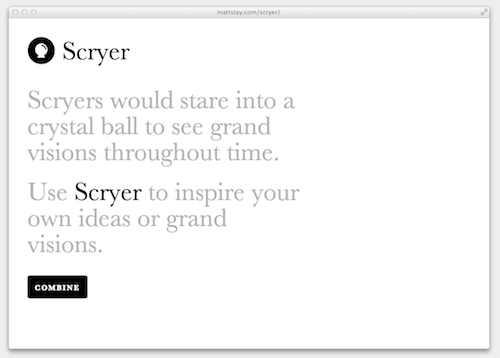 mattstay.com/scryer/
Scryer
Scryers would stare into a
crystal ball to see grand
visions throughout time.
Use Scryer to inspire your
own ideas or grand
visions.
COMBINE